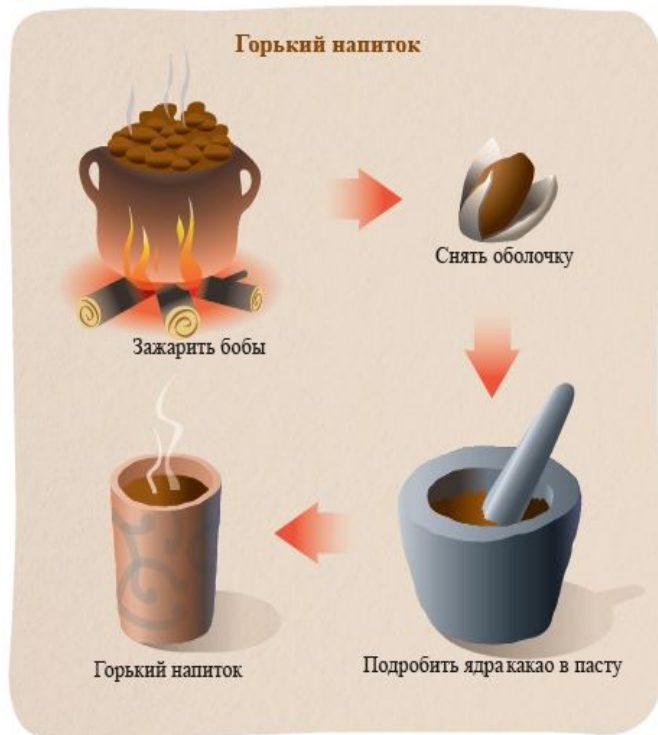 Горький напиток
Зажарить бобы
Снять оболочку
Подробить ядра какао в пасту
Горький напиток